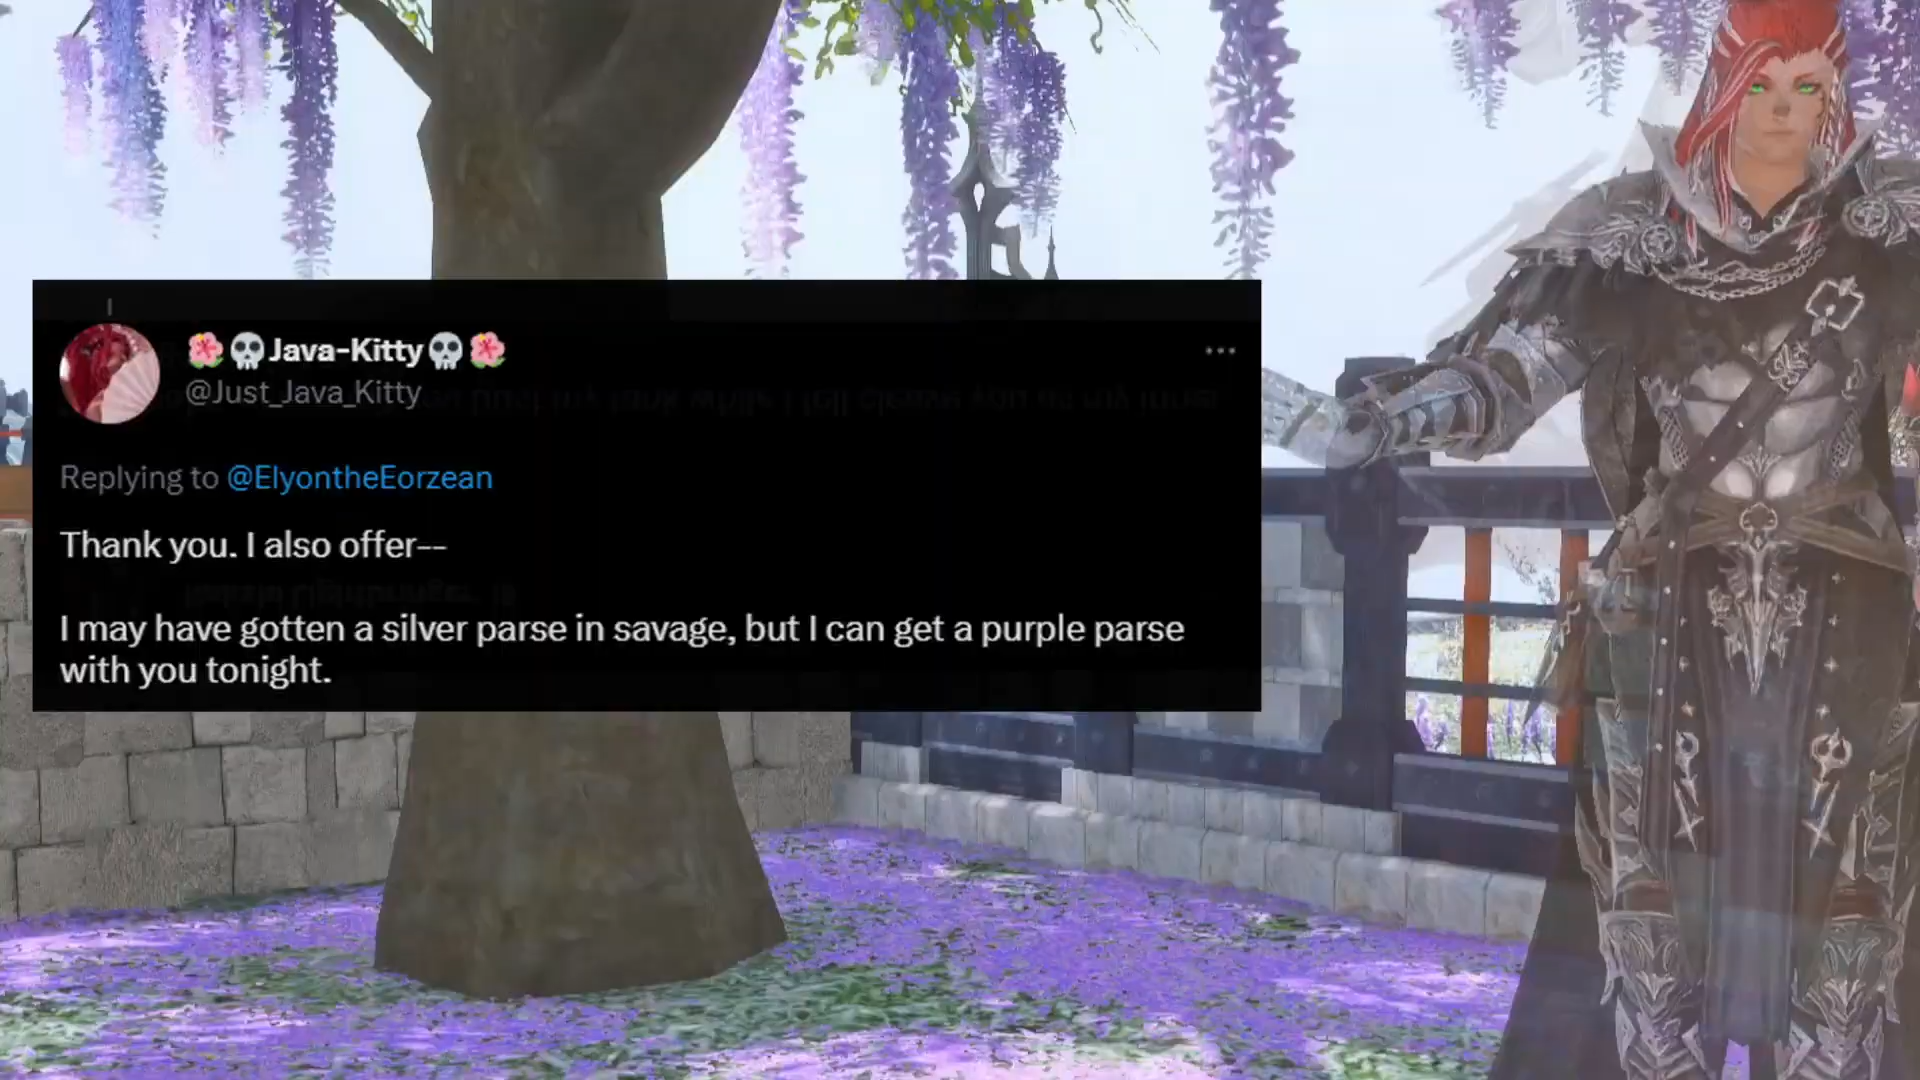 🌺💀Java-Kitty💀🌺
@Just_Java_Kitty
Replying to @ElyontheEorzean
Thank you. I also offer--
I may have gotten a silver parse in savage, but I can get a purple parse
with you tonight.